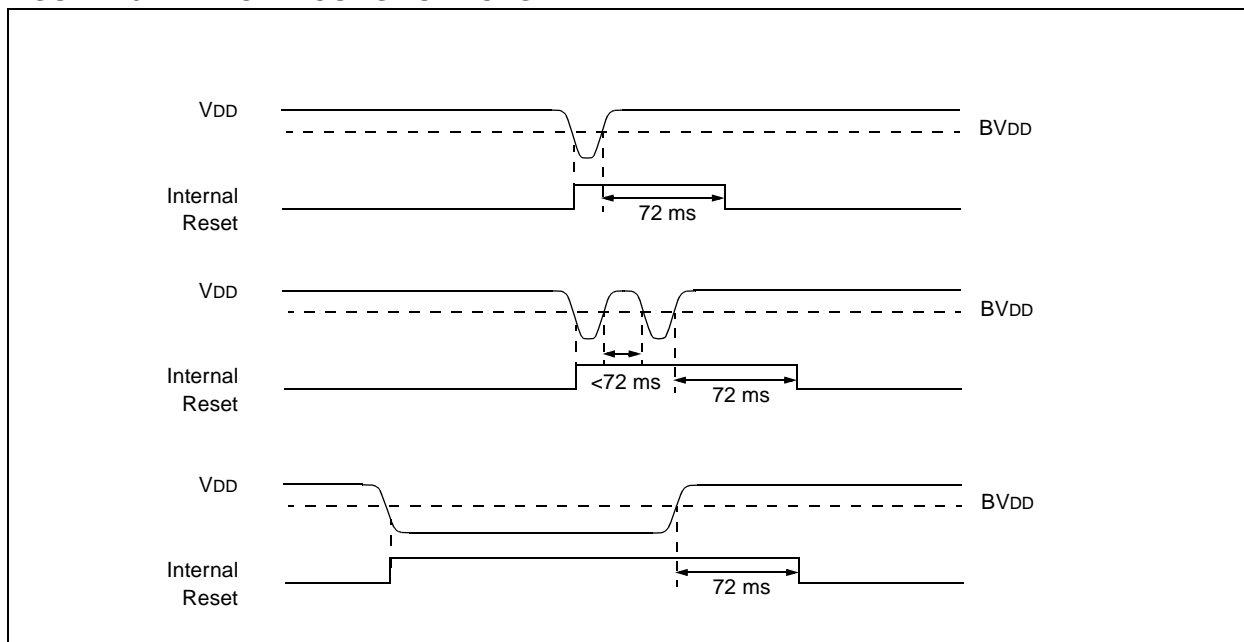 VDD
BVDD
Internal
Reset
72 ms
VDD
BVDD
Internal
Reset
<72 ms
72 ms
VDD
BVDD
Internal
Reset
72 ms